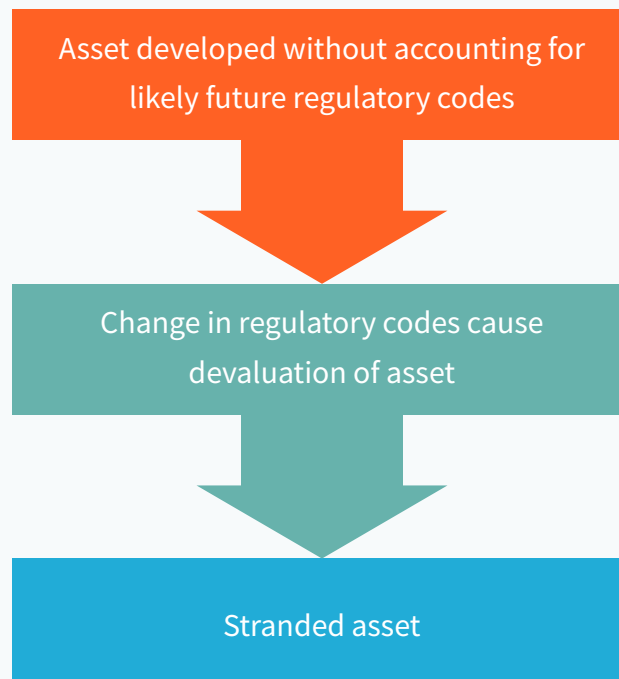 Asset developed without accounting for
likely future regulatory codes
Change in regulatory codes cause
devaluation of asset
Stranded asset